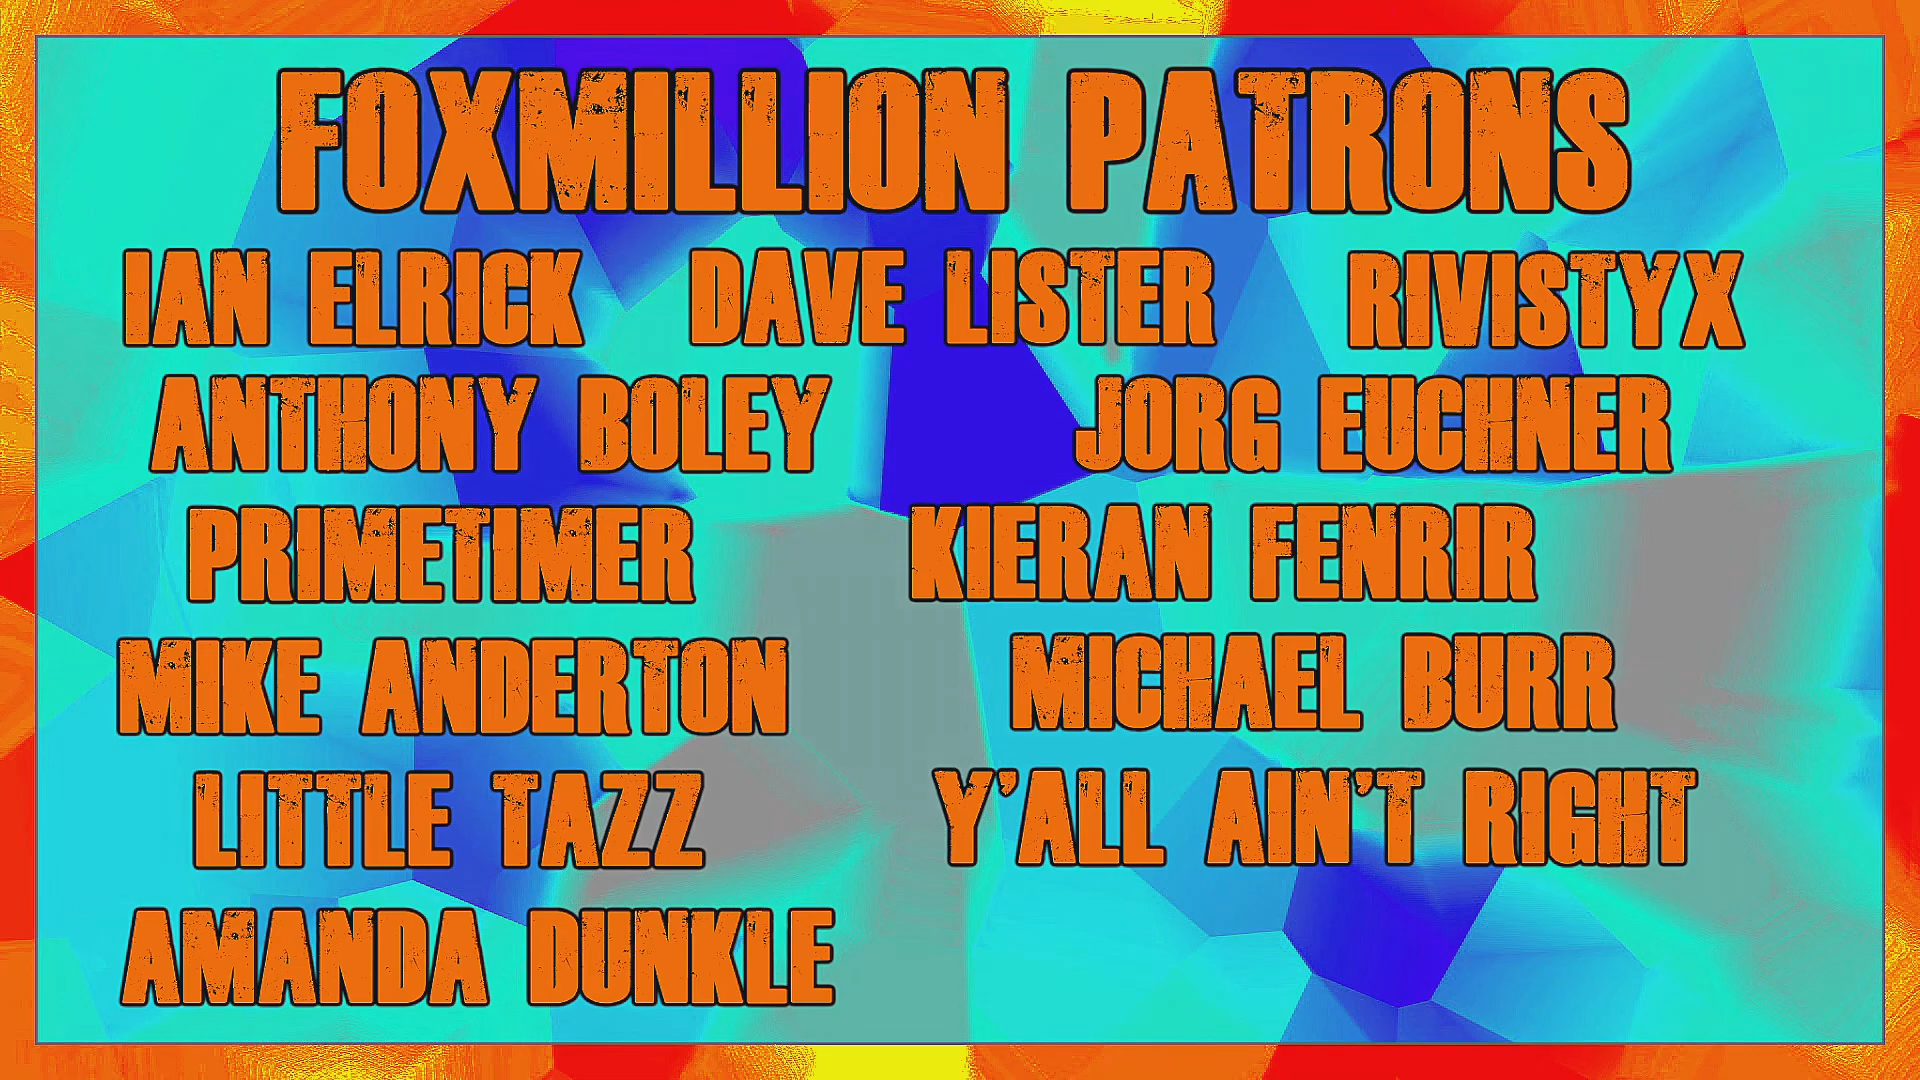 FOXMILLION PATRONS
IAN ELRICK DAVE LISTER RIVISTYX
ANTHONY BOLEY JORG EUCHNER
PRIMETIMER KIERAN FENRIR
MIKE ANDERTON MICHAEL BURR
LITTLE TAZZ Y'ALL AIN'T RIGHT
AMANDA DUNKLE